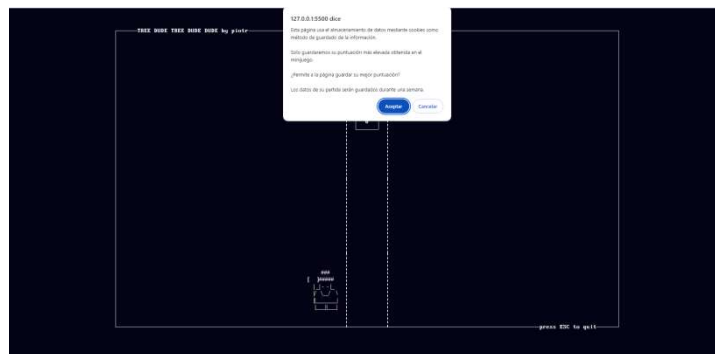 127.0.0.1:5500 dice
TREE DUDE TREE DUDE DUDE by piotr
Esta página usa el almacenamiento de datos mediante cookies como
método de guardado de la información.
Solo guardaremos su puntuación más elevada obtenida en el
minijuego.
¿Permite a la página guardar su mejor puntuación?
Los datos de su partida serán guardados durante una semana.
Aceptar Cancelar
press ESC to quit